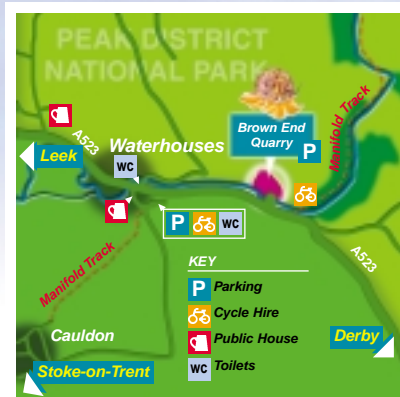 PEAK DISTRICT
NATIONAL PARK
Manifold Track
Brown End
Quarry
P
A523
Waterhouses
Leek
WC
P WC
A523
Manifold Track
KEY
P Parking
Cycle Hire
Public House
WC Toilets
Cauldon
Derby
Stoke-on-Trent